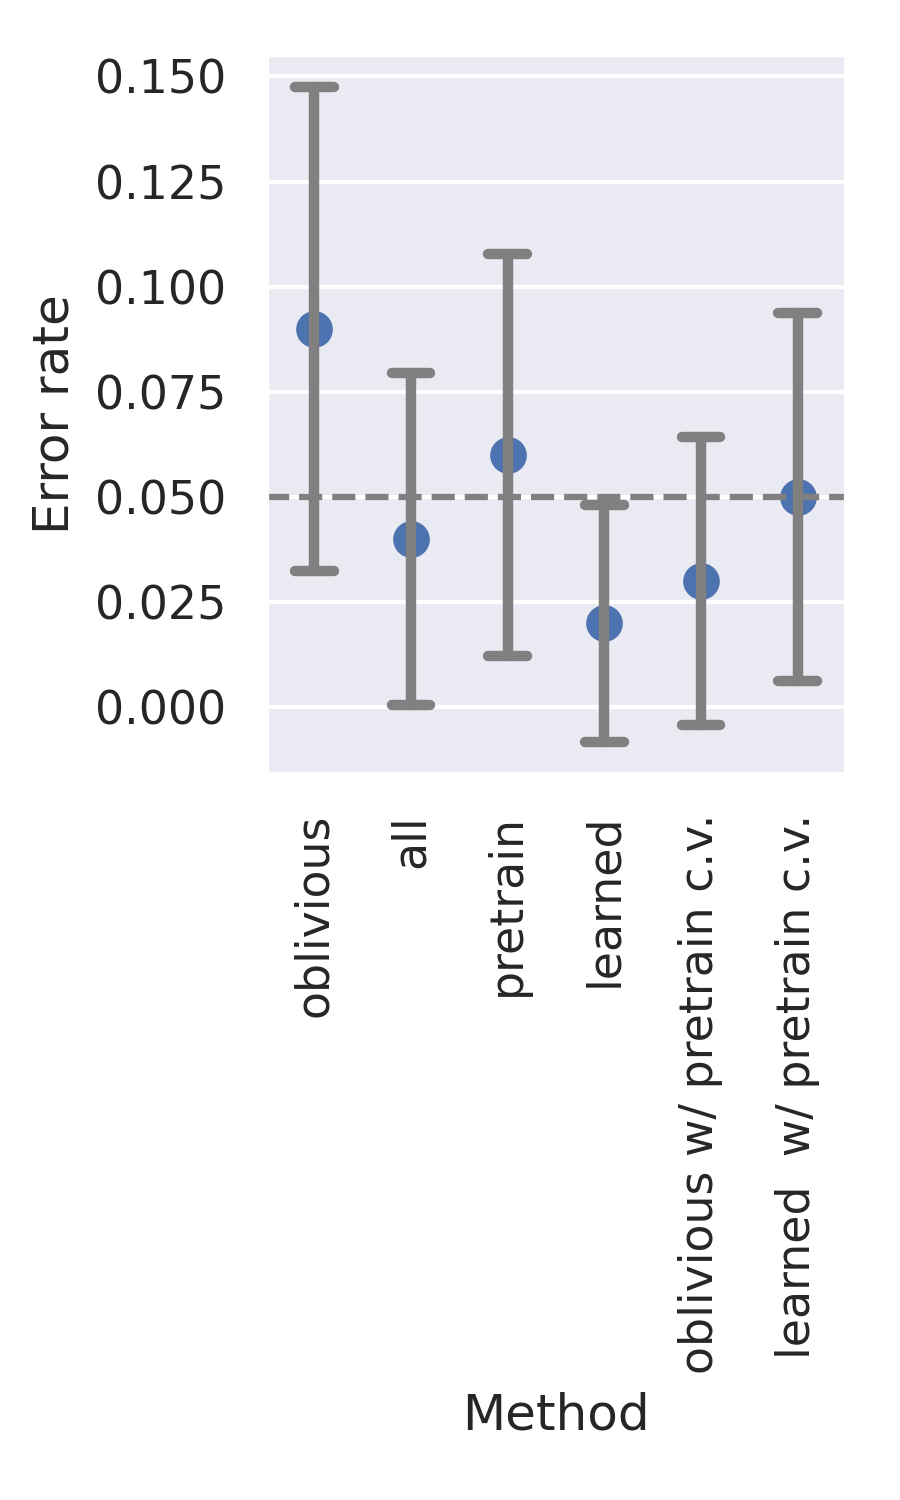 Error rate
0.150
0.125
0.100
0.075
0.050
0.025
0.000
oblivious
all
pretrain
learned
oblivious w/ pretrain c.v.
learned  w/ pretrain c.v.
Method